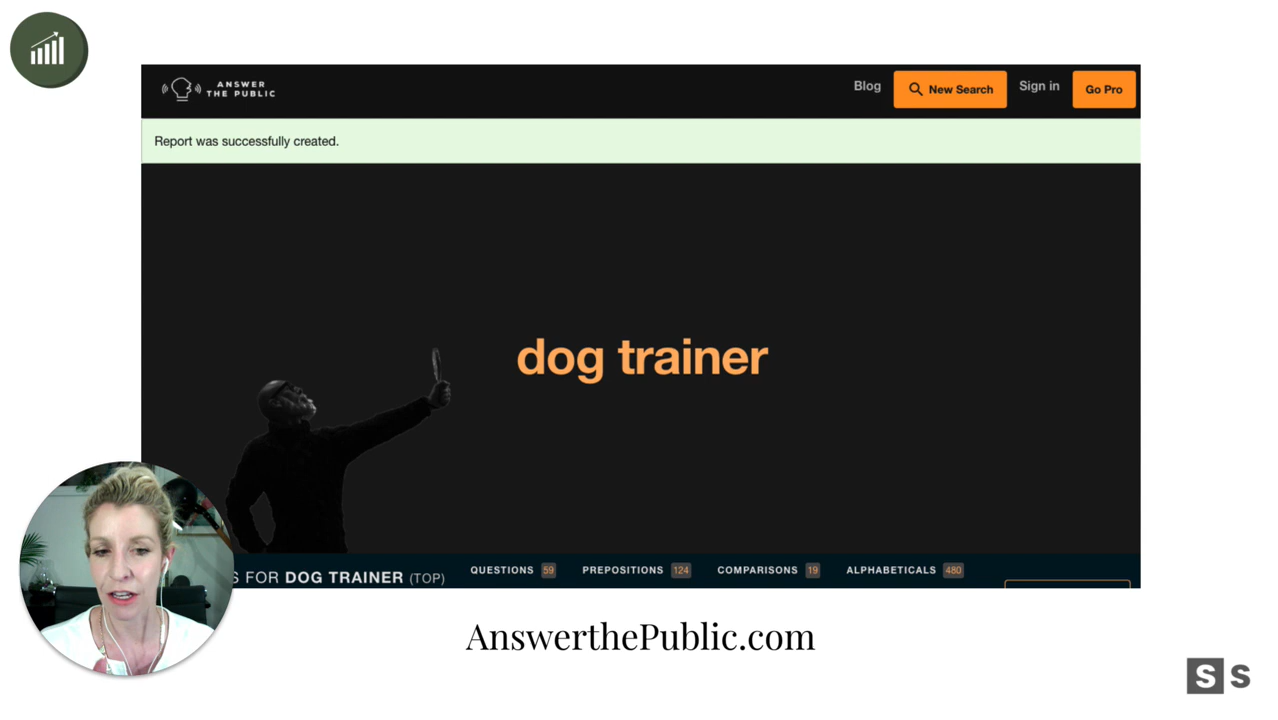 ANSWER
THE PUBLIC
Blog
New Search
Sign in
Go Pro
Report was successfully created.
dog trainer
S FOR DOG TRAINER (TOP)
QUESTIONS 59
PREPOSITIONS 124
COMPARISONS 19
ALPHABETICALS 480
AnswerthePublic.com
S S